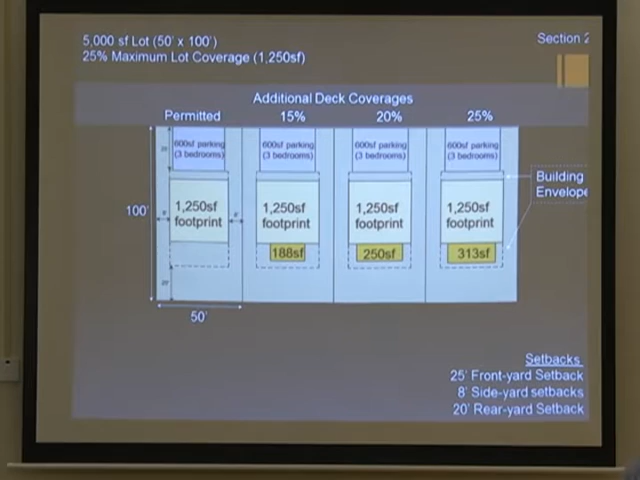 5,000 sf Lot (50' x 100')
25% Maximum Lot Coverage (1,250sf)
Section 2
Additional Deck Coverages
Permitted 15% 20% 25%
600sf parking 600sf parking 600sf parking 600sf parking
(3 bedrooms) (3 bedrooms) (3 bedrooms) (3 bedrooms)
Building
Envelope
1,250sf 1,250sf 1,250sf 1,250sf
footprint footprint footprint footprint
100'
188sf 250sf 313sf
50'
Setbacks
25' Front-yard Setback
8' Side-yard setbacks
20' Rear-yard Setback